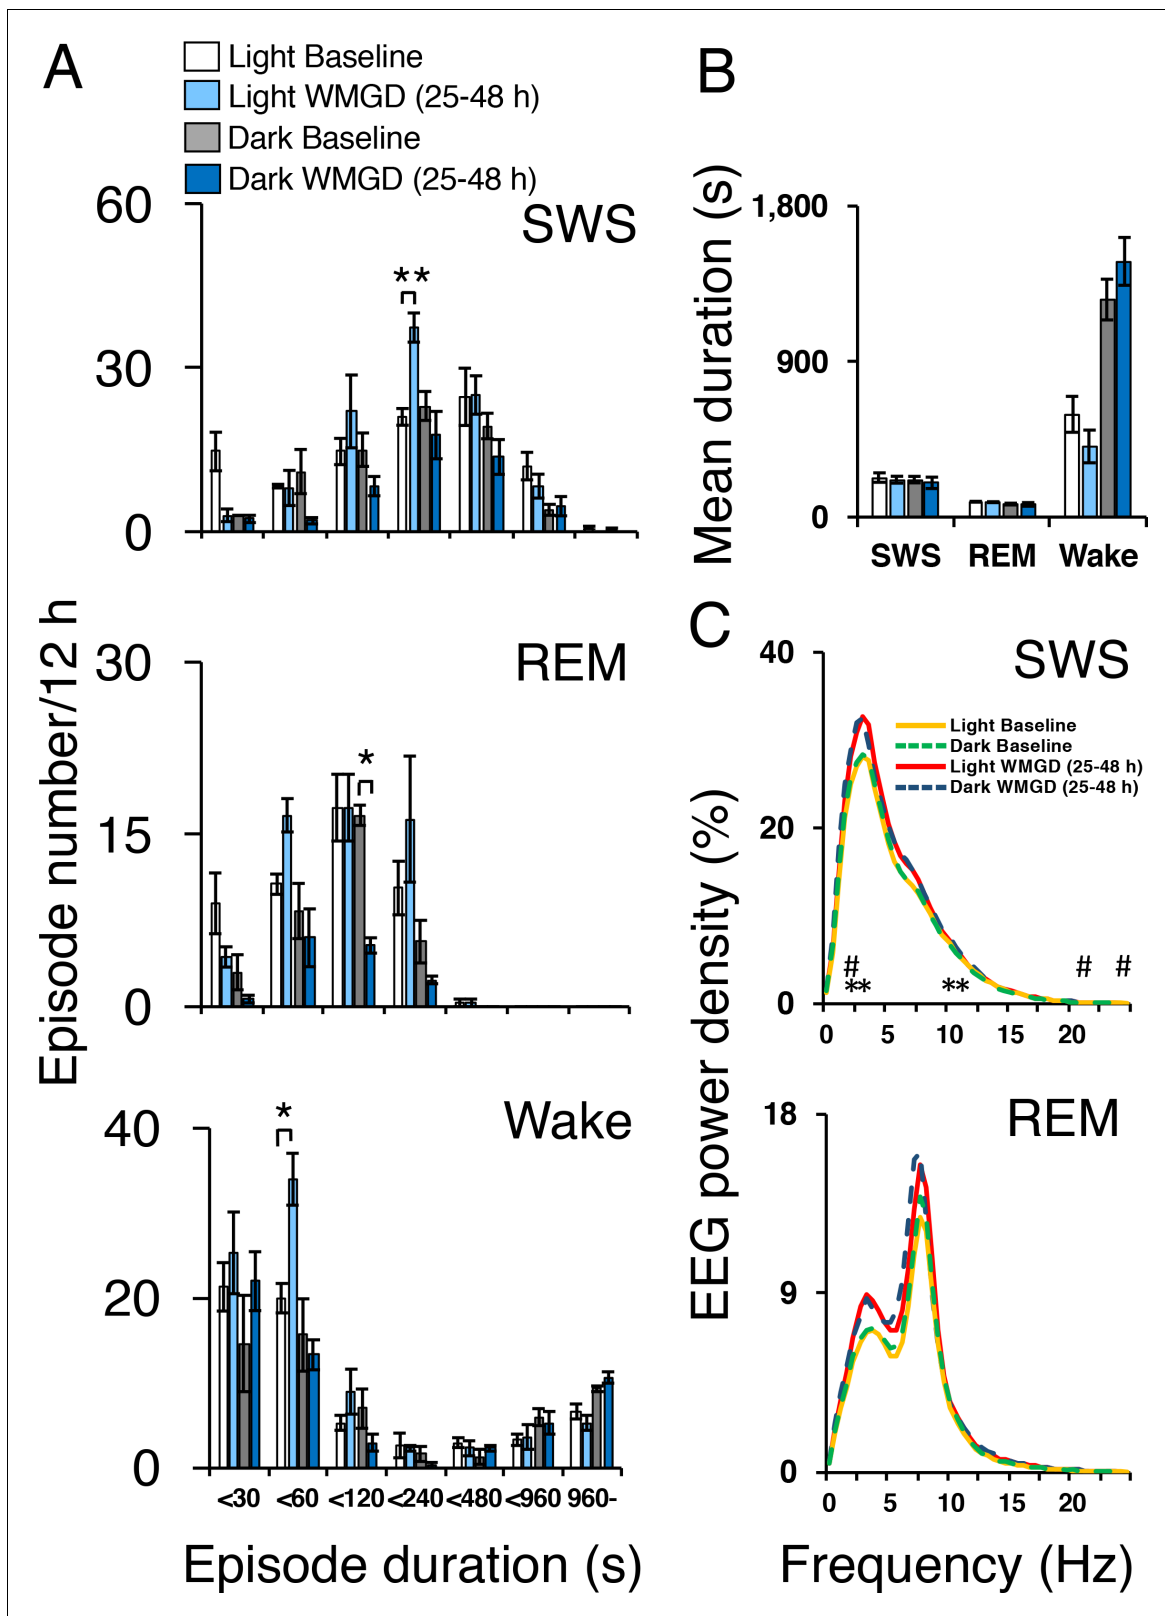 A
Light Baseline
Light WMGD (25-48 h)
Dark Baseline
Dark WMGD (25-48 h)
SWS
60
30
0
**
REM
30
15
0
*
Wake
40
20
0
*
<30 <60 <120 <240 <480 <960 960-
Episode number/12 h
Episode duration (s)
B
Mean duration (s)
1,800
900
0
SWS REM Wake
C
SWS
40
20
0
Light Baseline
Dark Baseline
Light WMGD (25-48 h)
Dark WMGD (25-48 h)
# # #
** **
0 5 10 15 20
EEG power density (%)
REM
18
9
0
0 5 10 15 20
Frequency (Hz)